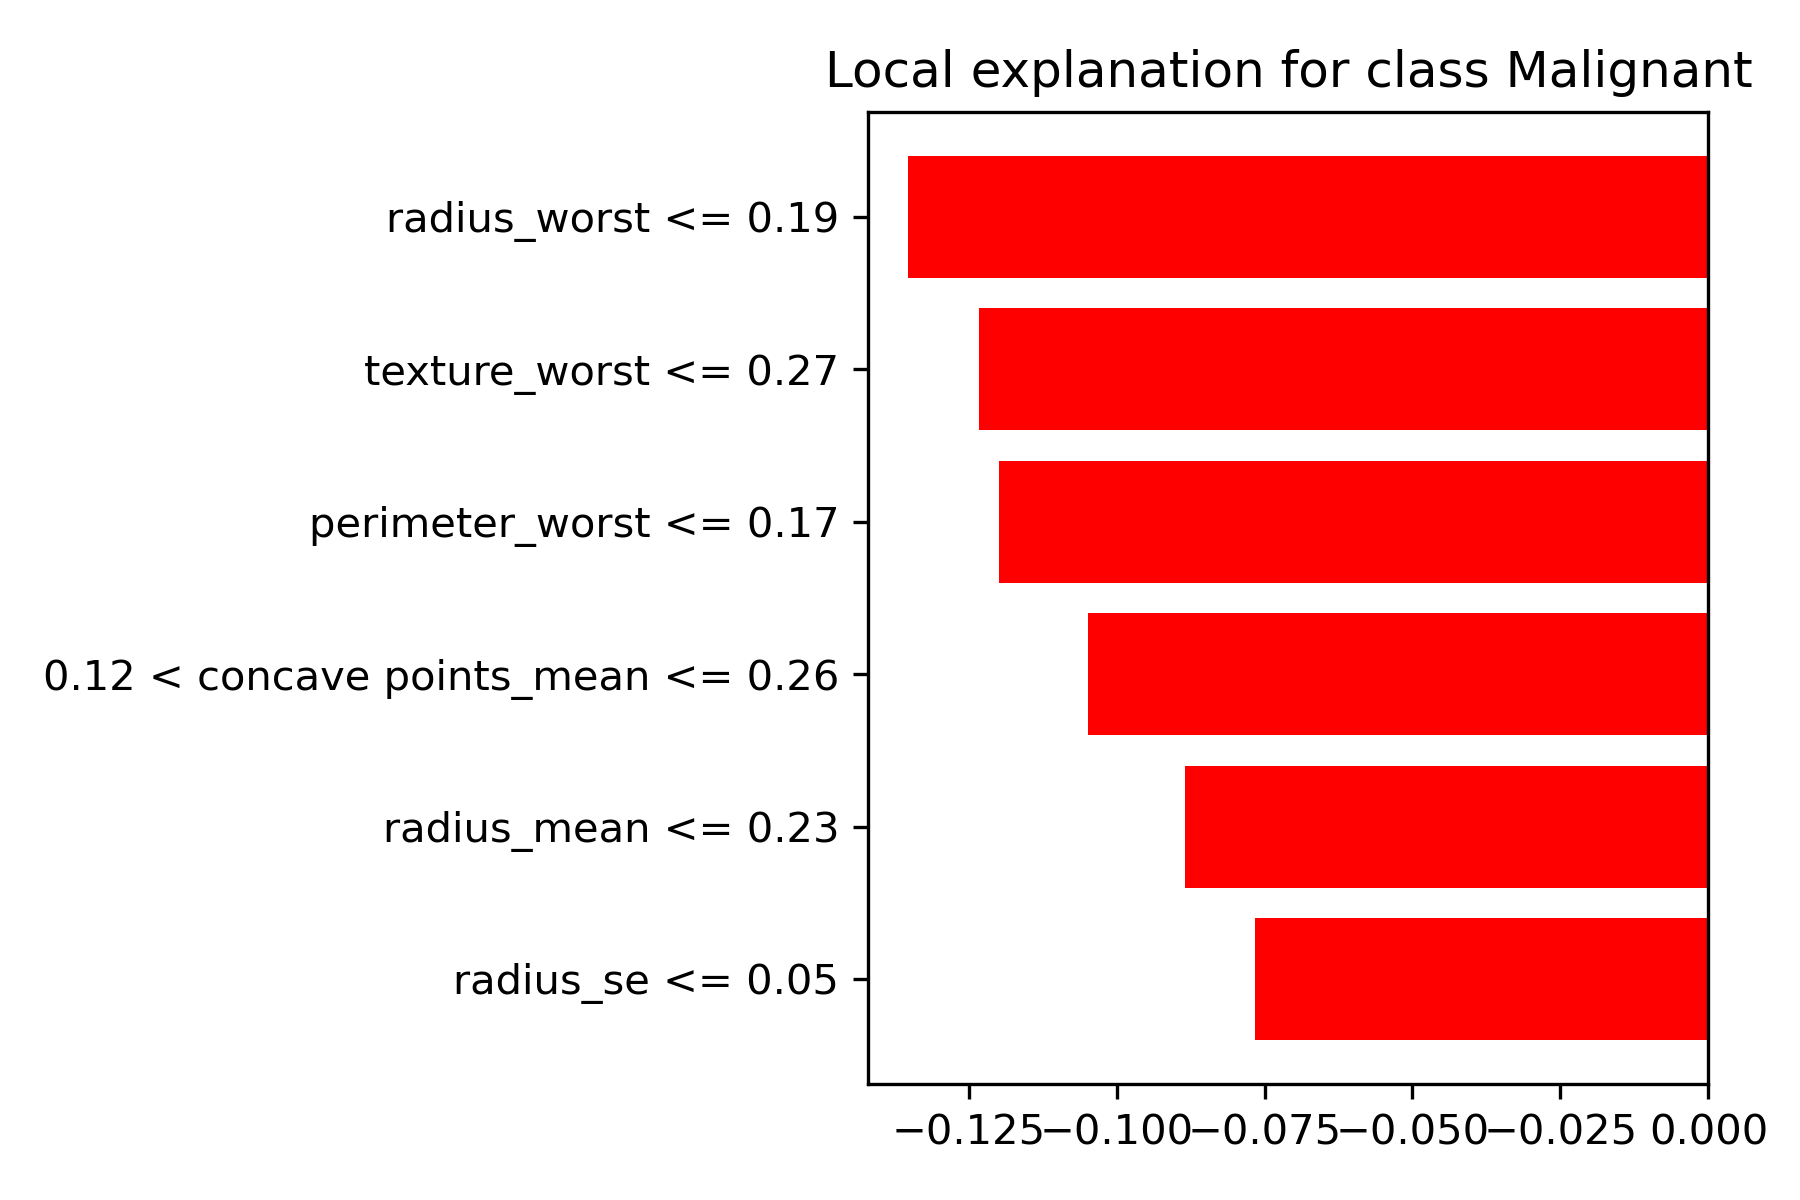 Local explanation for class Malignant
radius_worst <= 0.19
texture_worst <= 0.27
perimeter_worst <= 0.17
0.12 < concave points_mean <= 0.26
radius_mean <= 0.23
radius_se <= 0.05
−0.125 −0.100 −0.075 −0.050 −0.025 0.000